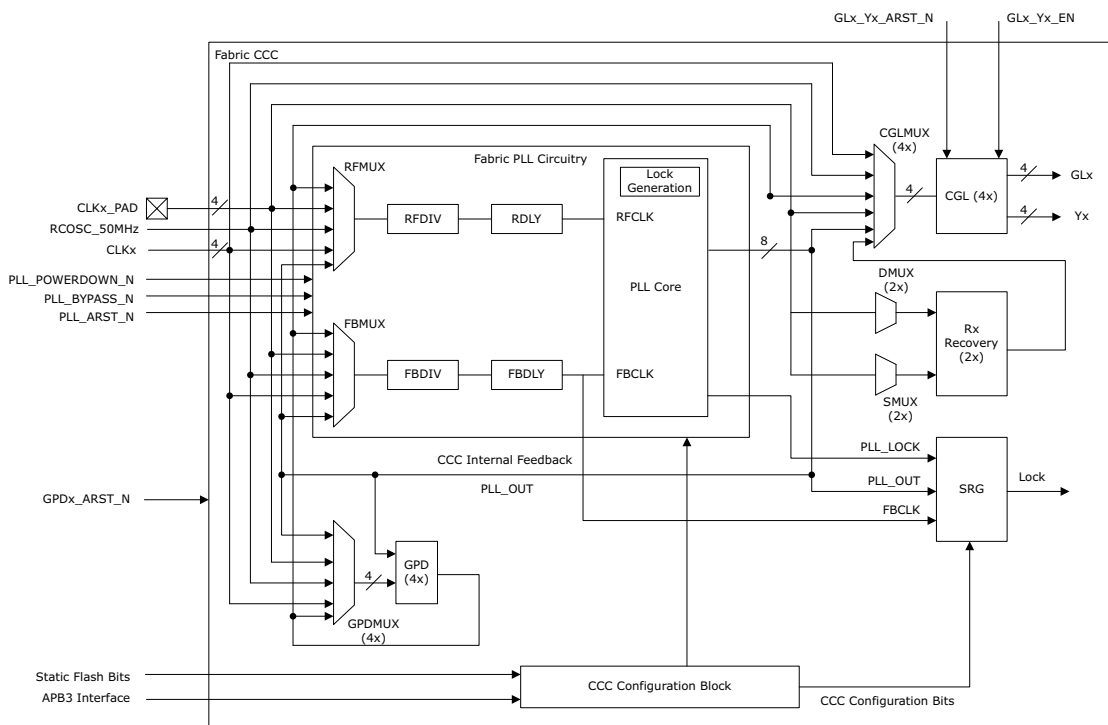 GLx_Yx_ARST_N
GLx_Yx_EN
Fabric CCC
CGLMUX
(4x)
Fabric PLL Circuitry
RFMUX
Lock
Generation
4
GLx
4
CGL (4x)
CLKx_PAD
4
RFDIV
RDLY
RFCLK
4
Yx
RCOSC_50MHz
CLKx
4
8
PLL_POWERDOWN_N
PLL Core
DMUX
(2x)
PLL_BYPASS_N
PLL_ARST_N
FBMUX
Rx
Recovery
(2x)
FBDIV
FBDLY
FBCLK
SMUX
(2x)
PLL_LOCK
CCC Internal Feedback
PLL_OUT
GPDx_ARST_N
PLL_OUT
SRG
Lock
FBCLK
4
GPD
(4x)
GPDMUX
(4x)
Static Flash Bits
APB3 Interface
CCC Configuration Block
CCC Configuration Bits